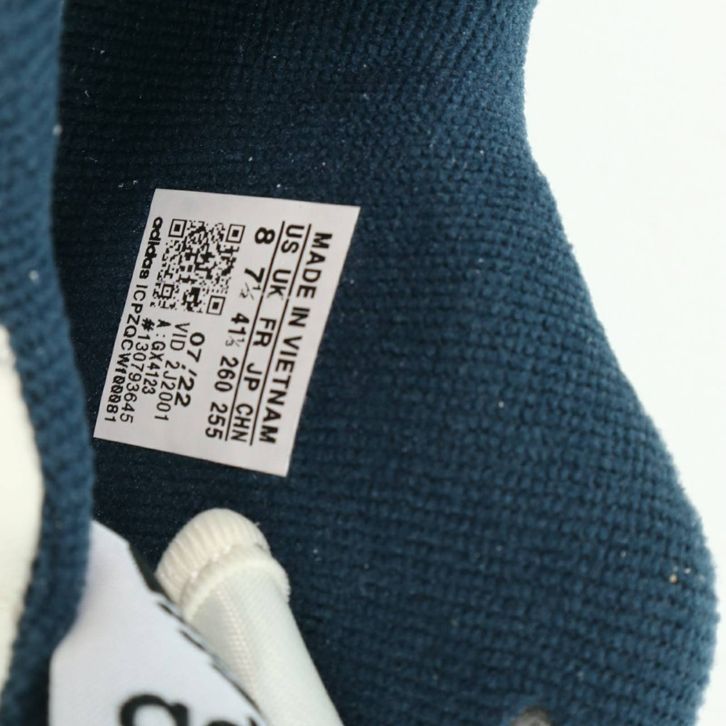 MADE IN VIETNAM
US UK FR JP CHN
8 7½ 41⅓ 260 255
07/22
VID 2J2001
A:GX4123
#130793645
adidas ICPZQCW100081